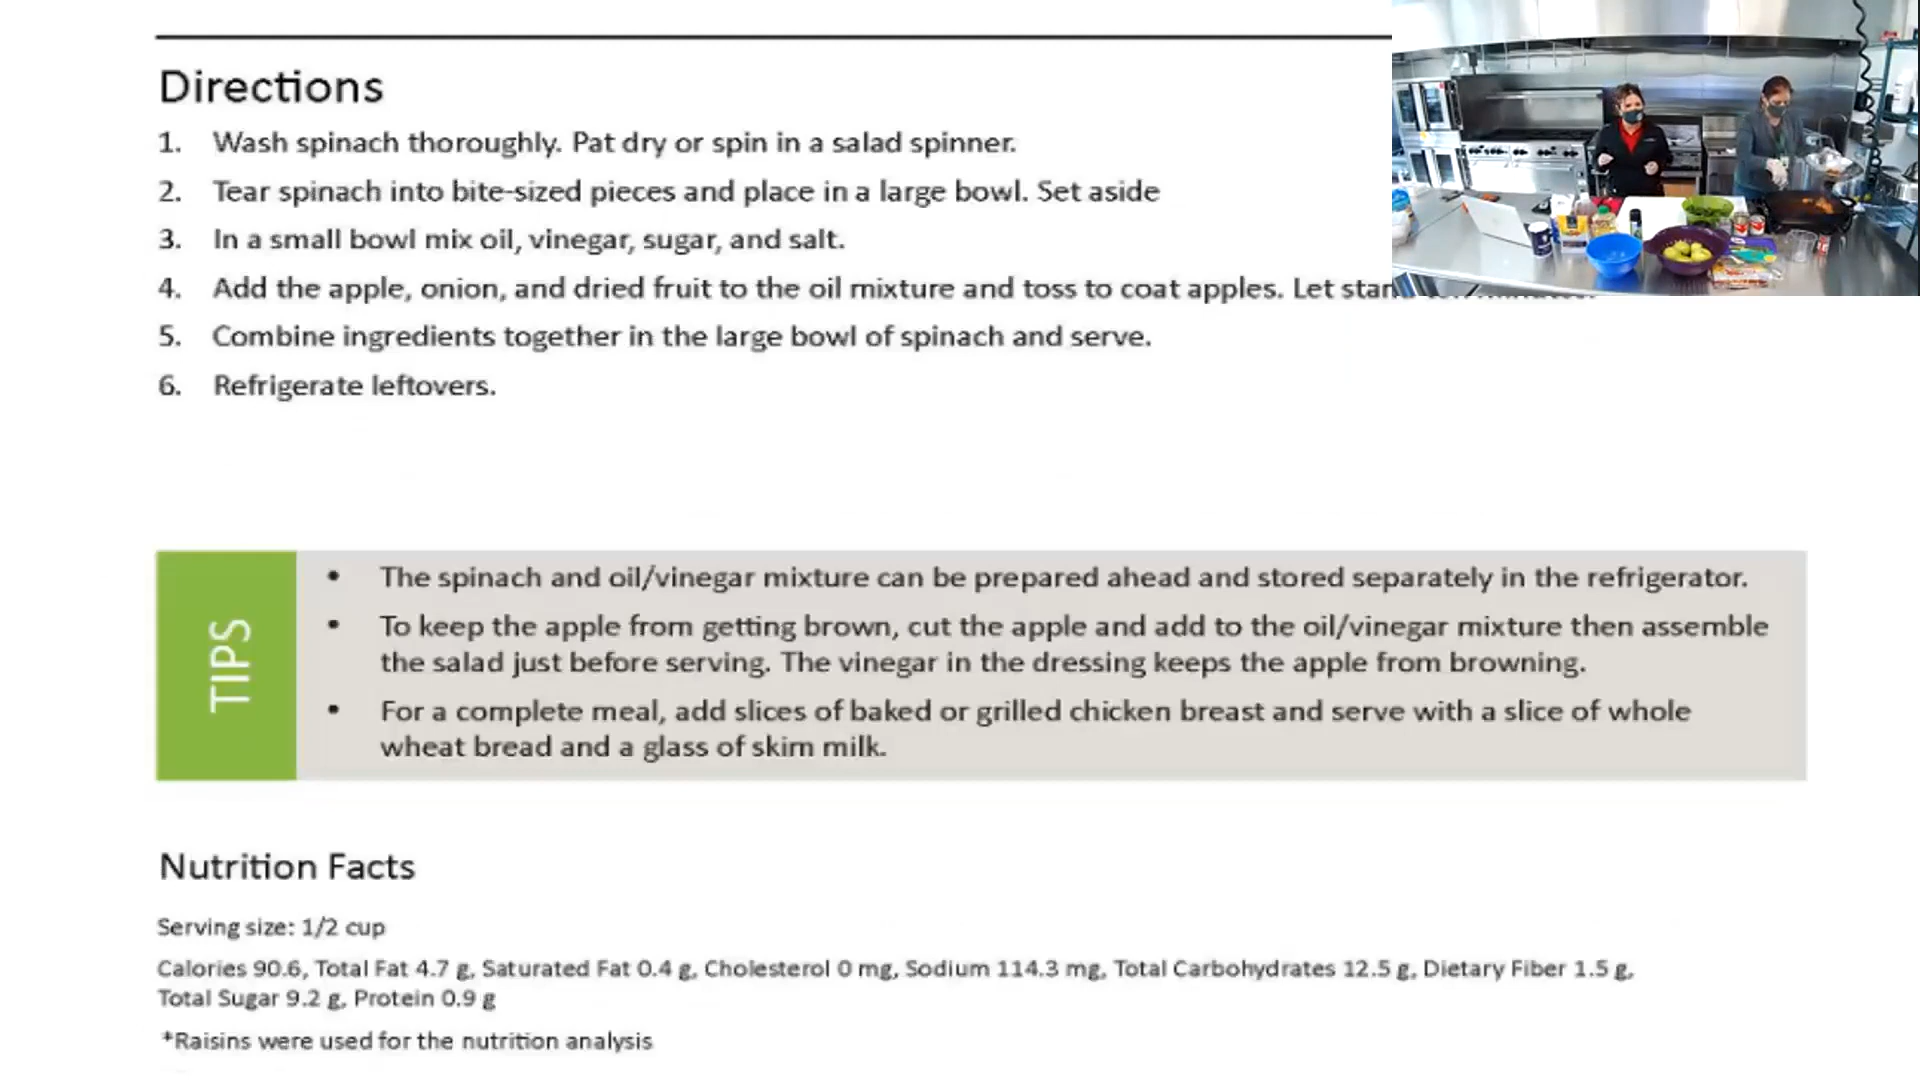 Directions
1. Wash spinach thoroughly. Pat dry or spin in a salad spinner.
2. Tear spinach into bite-sized pieces and place in a large bowl. Set aside
3. In a small bowl mix oil, vinegar, sugar, and salt.
4. Add the apple, onion, and dried fruit to the oil mixture and toss to coat apples. Let
5. Combine ingredients together in the large bowl of spinach and serve.
6. Refrigerate leftovers.
TIPS
• The spinach and oil/vinegar mixture can be prepared ahead and stored separately in the refrigerator.
• To keep the apple from getting brown, cut the apple and add to the oil/vinegar mixture then assemble
the salad just before serving. The vinegar in the dressing keeps the apple from browning.
• For a complete meal, add slices of baked or grilled chicken breast and serve with a slice of whole
wheat bread and a glass of skim milk.
Nutrition Facts
Serving size: 1/2 cup
Calories 90.6, Total Fat 4.7 g, Saturated Fat 0.4 g, Cholesterol 0 mg, Sodium 114.3 mg, Total Carbohydrates 12.5 g, Dietary Fiber 1.5 g,
Total Sugar 9.2 g, Protein 0.9 g
*Raisins were used for the nutrition analysis